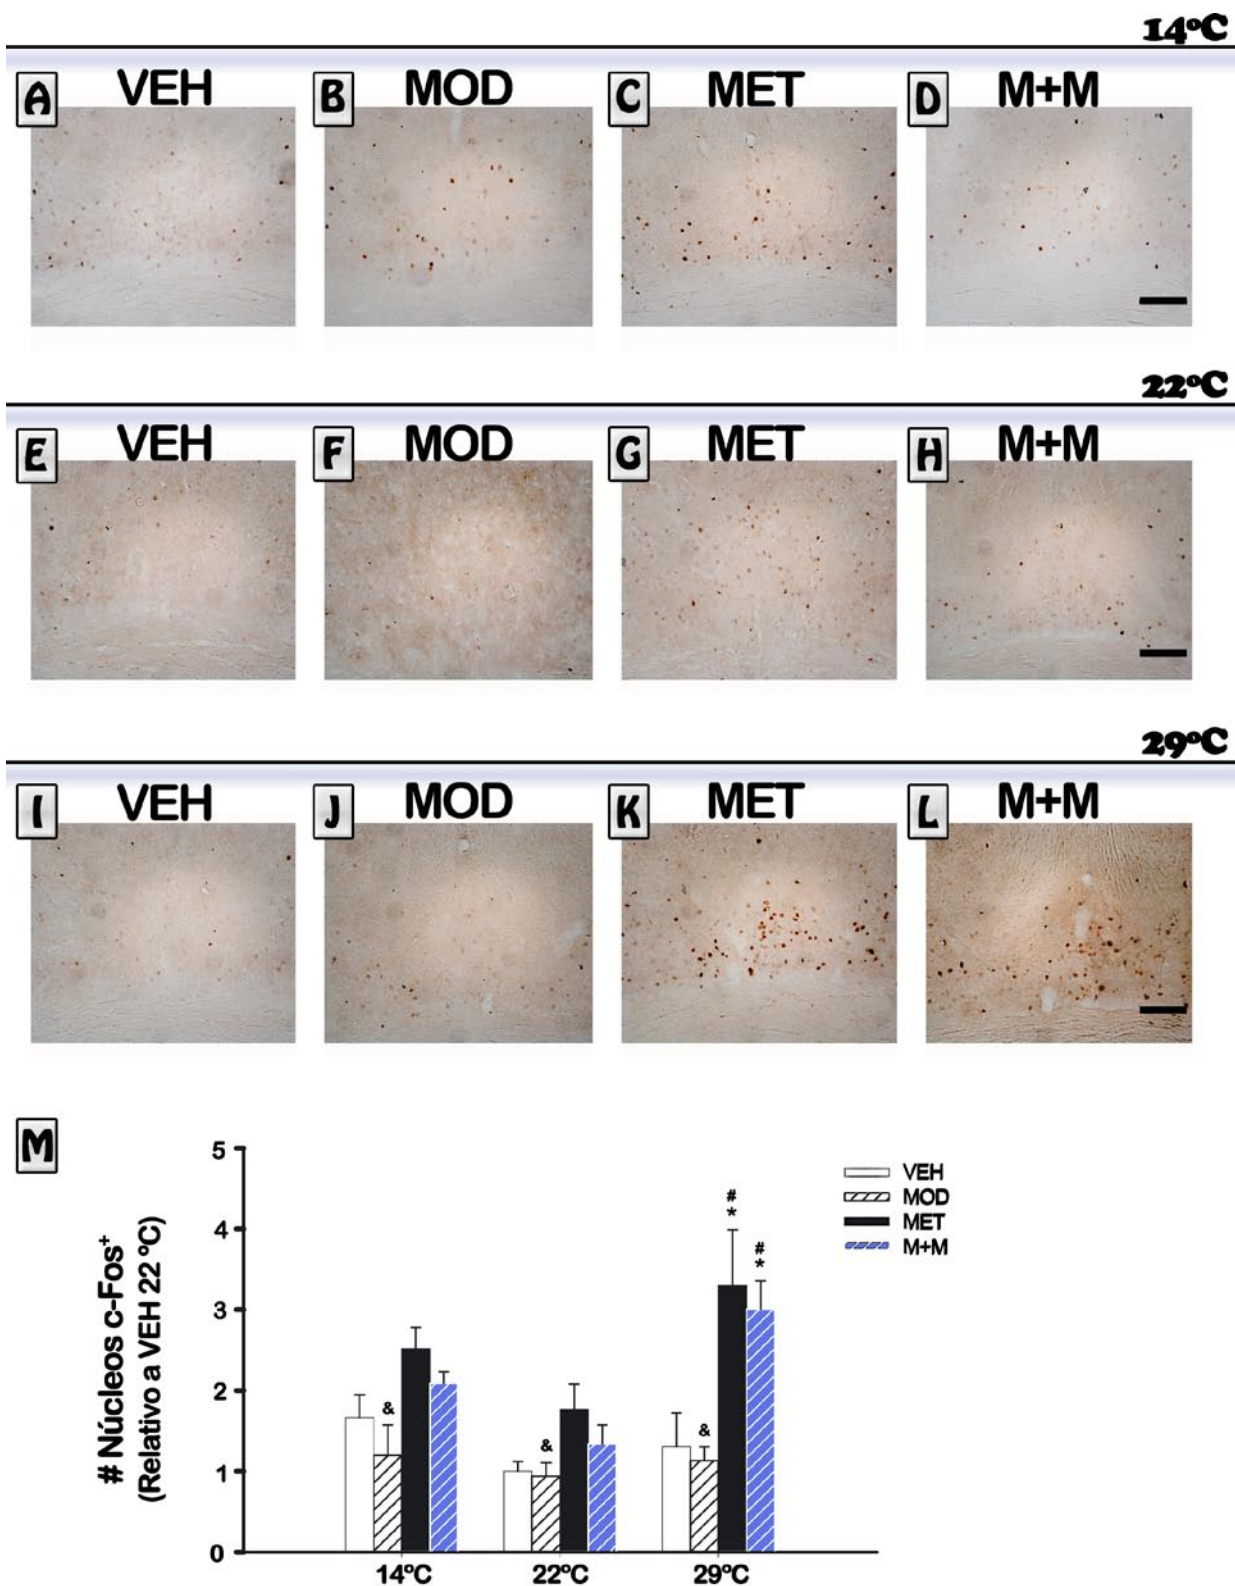 14ºC
A VEH B MOD C MET D M+M
22ºC
E VEH F MOD G MET H M+M
29ºC
I VEH J MOD K MET L M+M
M
# Núcleos c-Fos⁺
(Relativo a VEH 22 ºC)
5
4
3
2
1
0
& & &
#
*
#
*
14ºC 22ºC 29ºC
VEH
MOD
MET
M+M